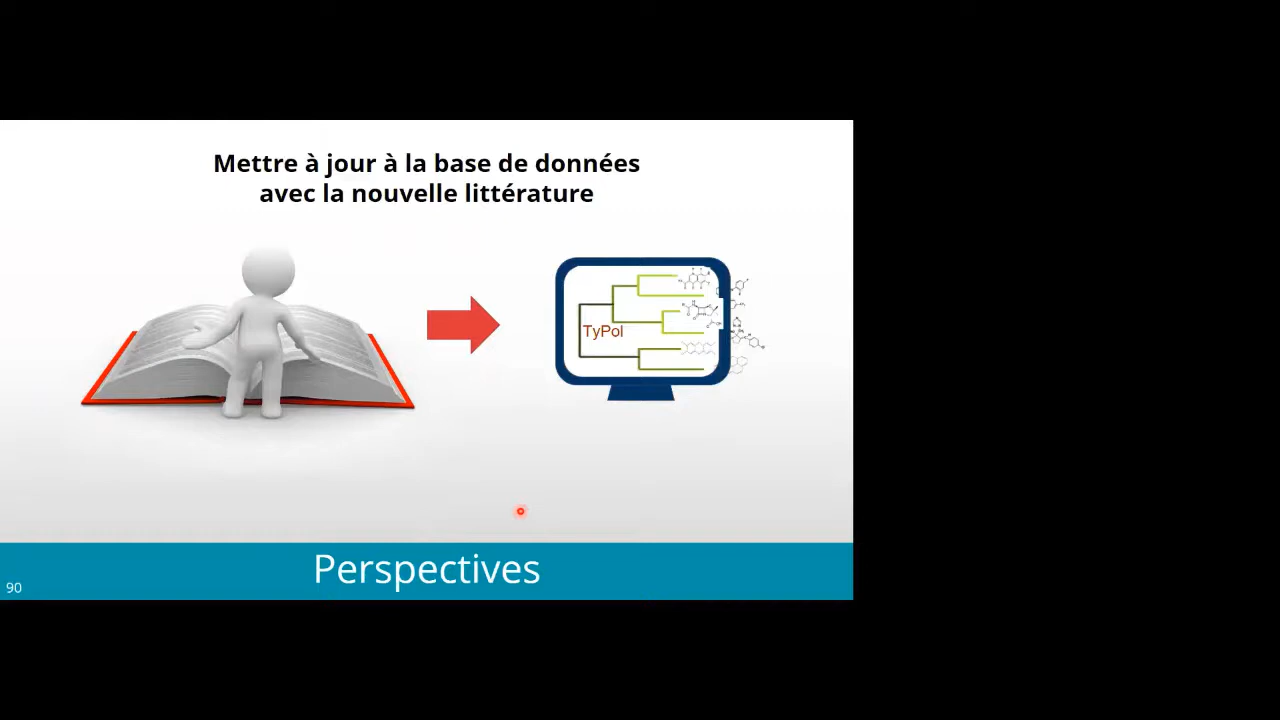 Mettre à jour à la base de données
avec la nouvelle littérature
TyPol
Perspectives
90